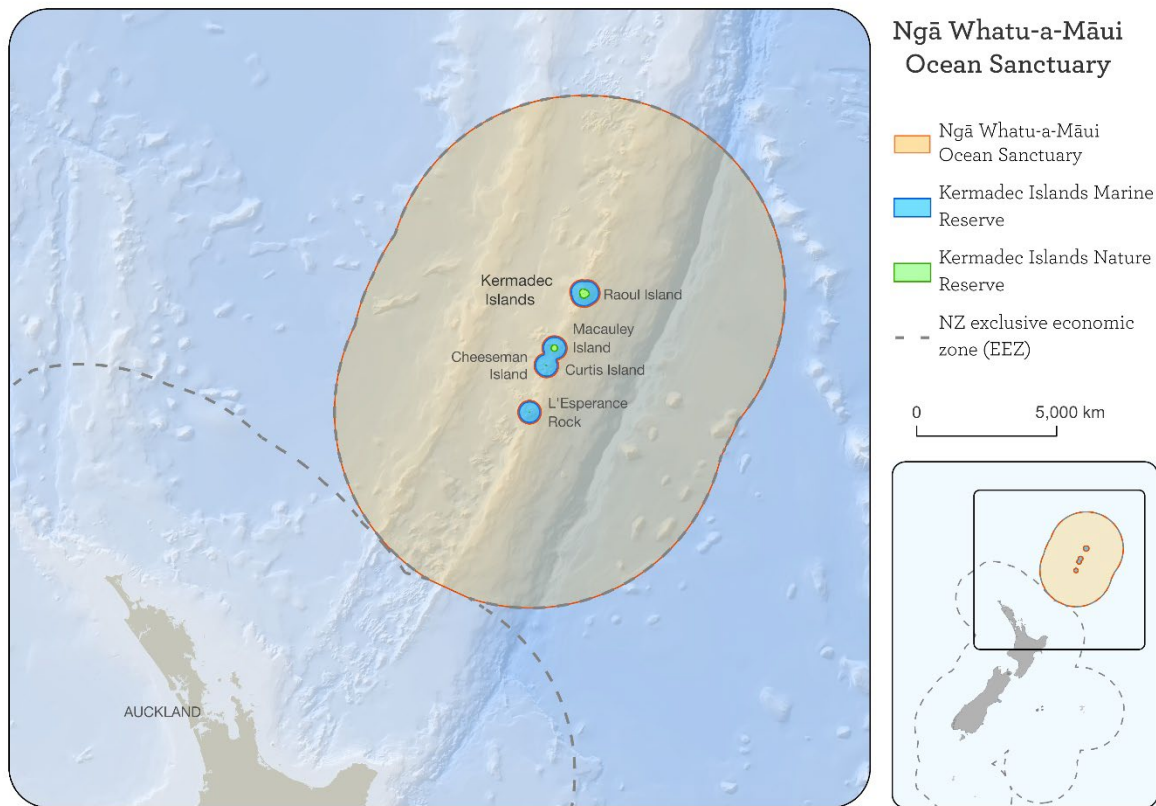 Kermadec
Islands
Raoul Island
Macauley
Island
Cheeseman
Island
Curtis Island
L'Esperance
Rock
AUCKLAND
Ngā Whatu-a-Māui
Ocean Sanctuary
Ngā Whatu-a-Māui
Ocean Sanctuary
Kermadec Islands Marine
Reserve
Kermadec Islands Nature
Reserve
NZ exclusive economic
zone (EEZ)
0 5,000 km